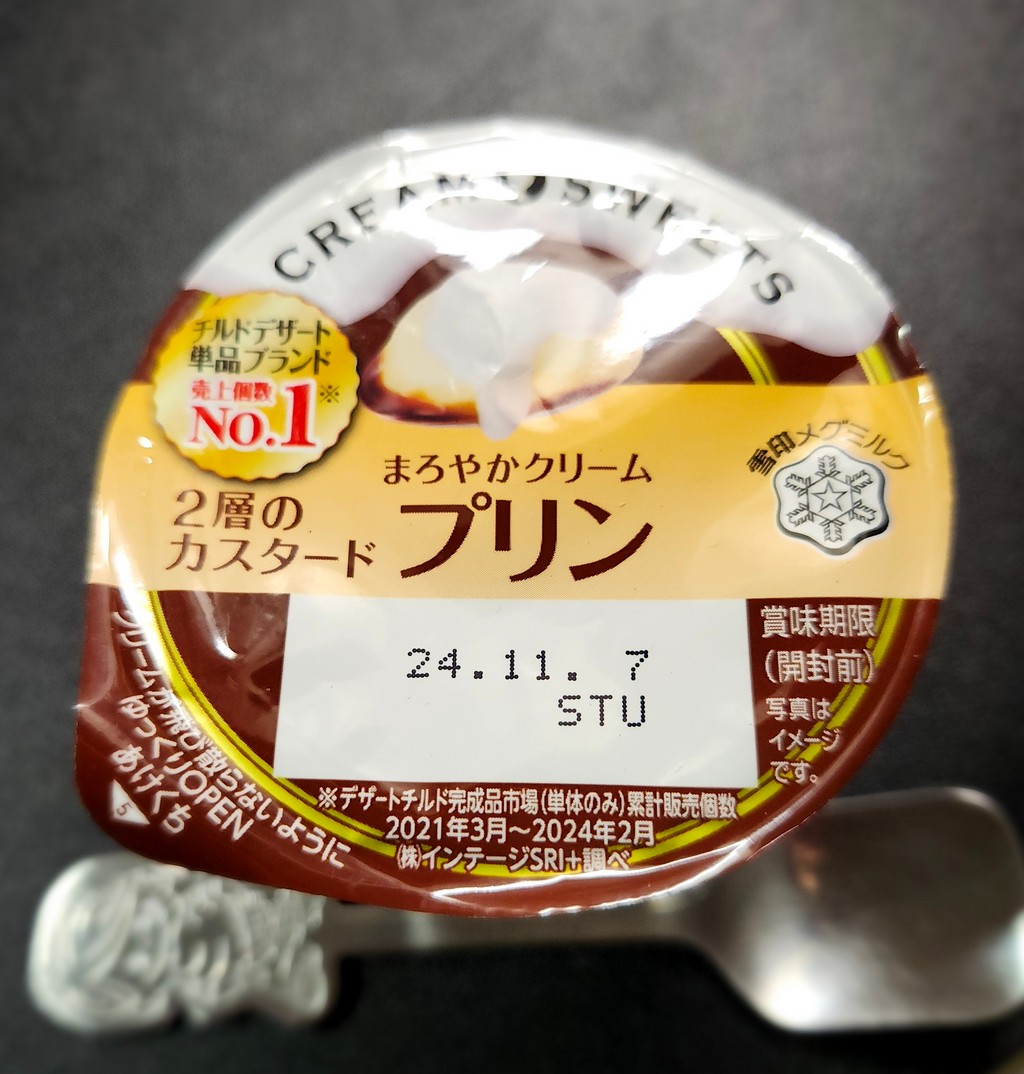 CREAMY SWEETS
チルドデザート
単品ブランド
売上個数
No.1※
まろやかクリーム
プリン
2層の
カスタード
雪印メグミルク
24.11. 7
STU
賞味期限
(開封前)
写真は
イメージ
です。
※デザートチルド完成品市場(単体のみ)累計販売個数
2021年3月〜2024年2月
㈱インテージSRI+調べ
クリームが飛び散らないように
ゆっくりOPEN
あけくち
5